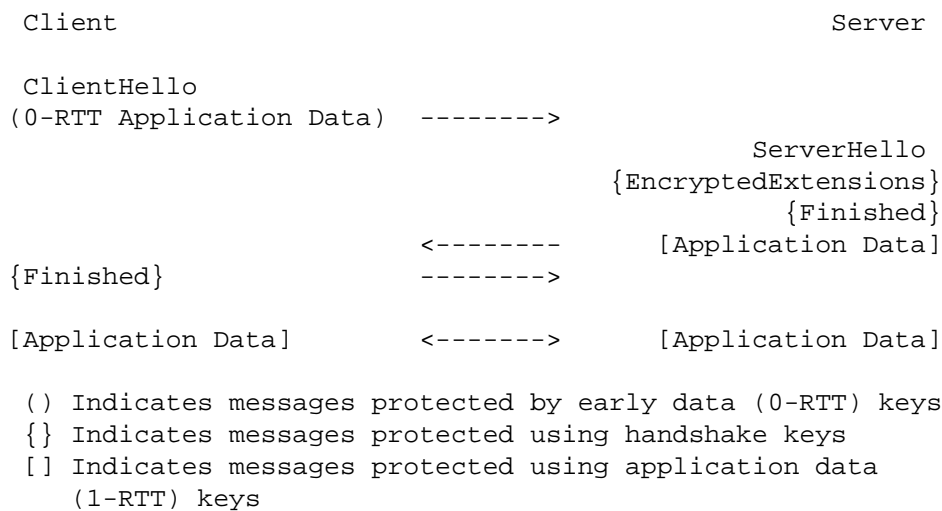 Client Server
ClientHello
(0-RTT Application Data) -------->
ServerHello
{EncryptedExtensions}
{Finished}
<-------- [Application Data]
{Finished} -------->
[Application Data] <-------> [Application Data]
() Indicates messages protected by early data (0-RTT) keys
{} Indicates messages protected using handshake keys
[] Indicates messages protected using application data
(1-RTT) keys